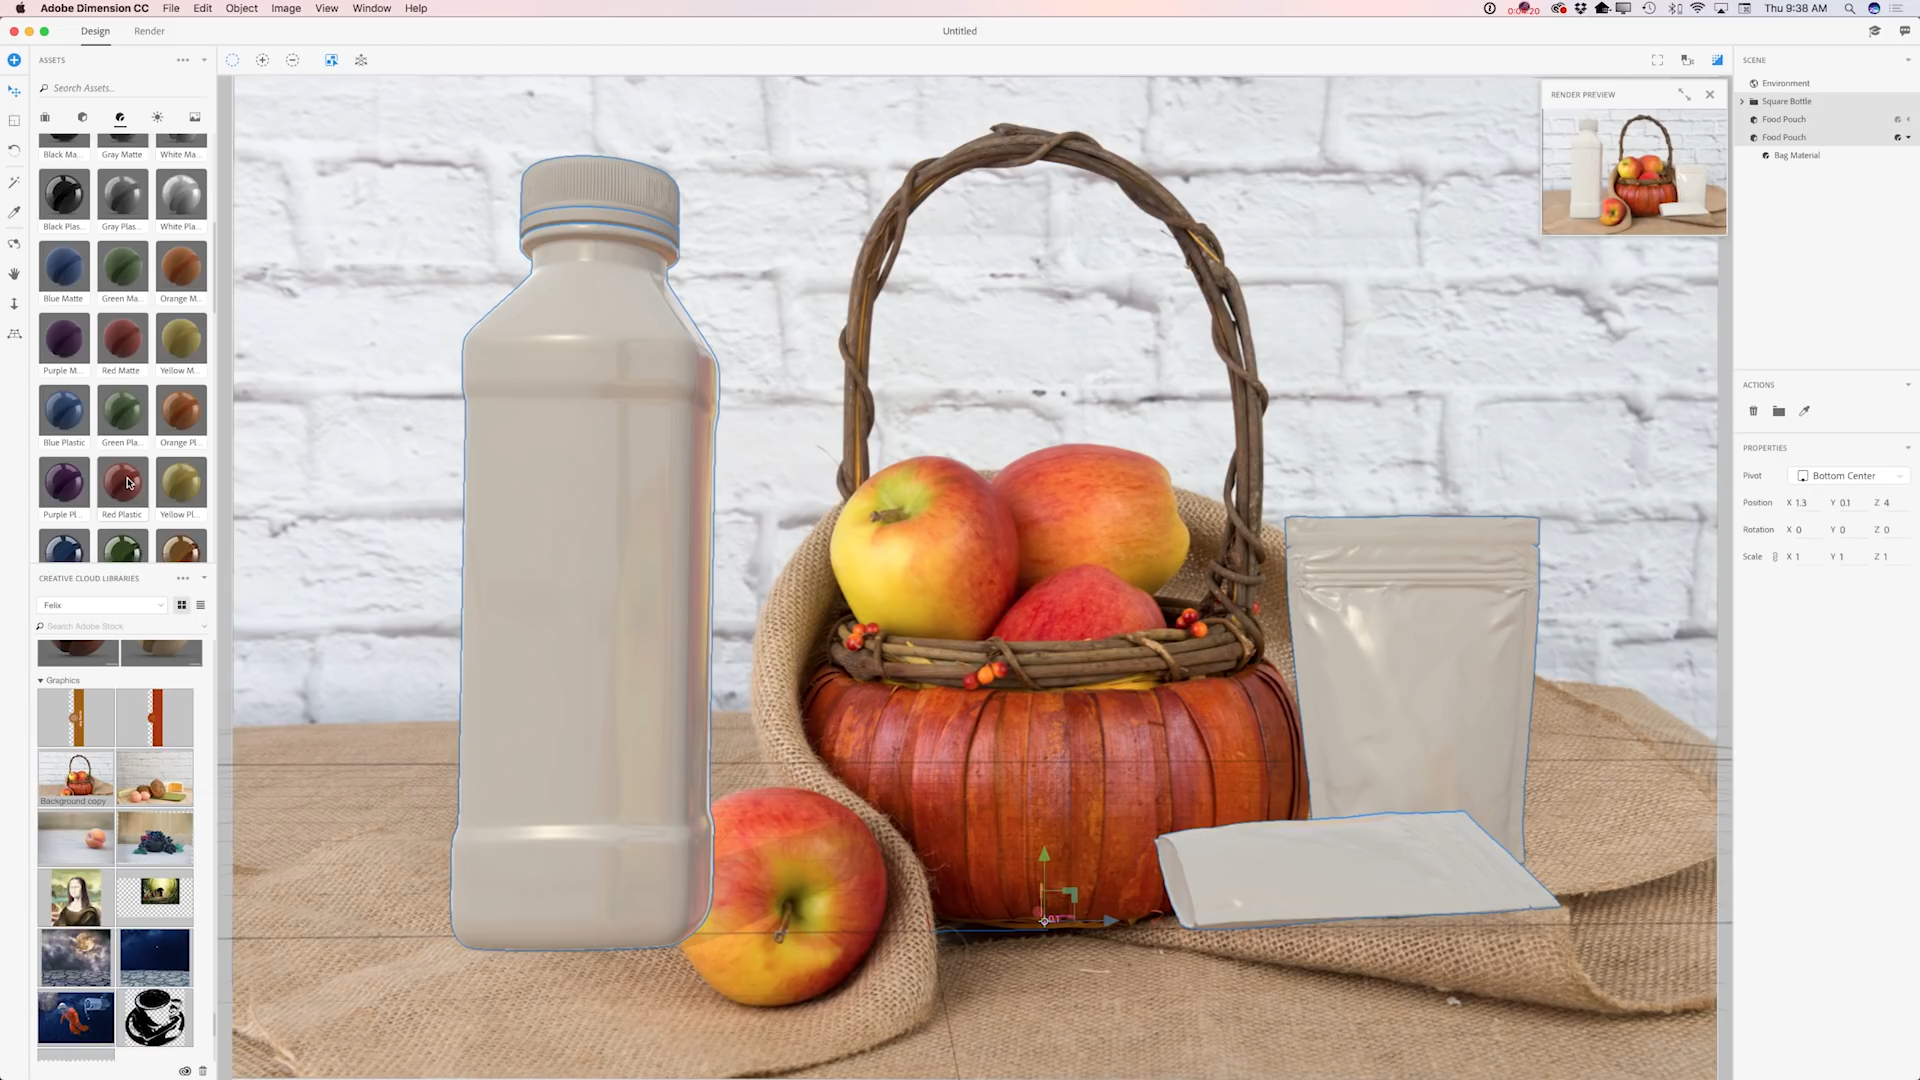 Adobe Dimension CC File Edit Object Image View Window Help
Thu 9:38 AM
Design Render Untitled
ASSETS
Search Assets...
Black Ma... Gray Matte White Ma...
Black Plas... Gray Plas... White Pla...
Blue Matte Green Ma... Orange M...
Purple M... Red Matte Yellow M...
Blue Plastic Green Pla... Orange Pl...
Purple Pl... Red Plastic Yellow Pl...
CREATIVE CLOUD LIBRARIES
Felix
Search Adobe Stock
Graphics
Background copy
0.1
RENDER PREVIEW
SCENE
Environment
Square Bottle
Food Pouch
Food Pouch
Bag Material
ACTIONS
PROPERTIES
Pivot Bottom Center
Position X 1.3 Y 0.1 Z 4
Rotation X 0 Y 0 Z 0
Scale X 1 Y 1 Z 1